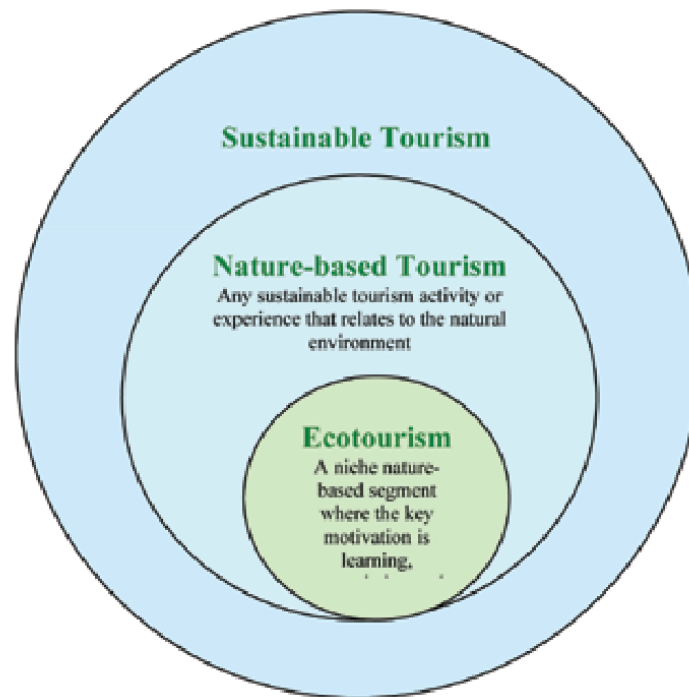 Sustainable Tourism
Nature-based Tourism
Any sustainable tourism activity or
experience that relates to the natural
environment
Ecotourism
A niche nature-
based segment
where the key
motivation is
learning,